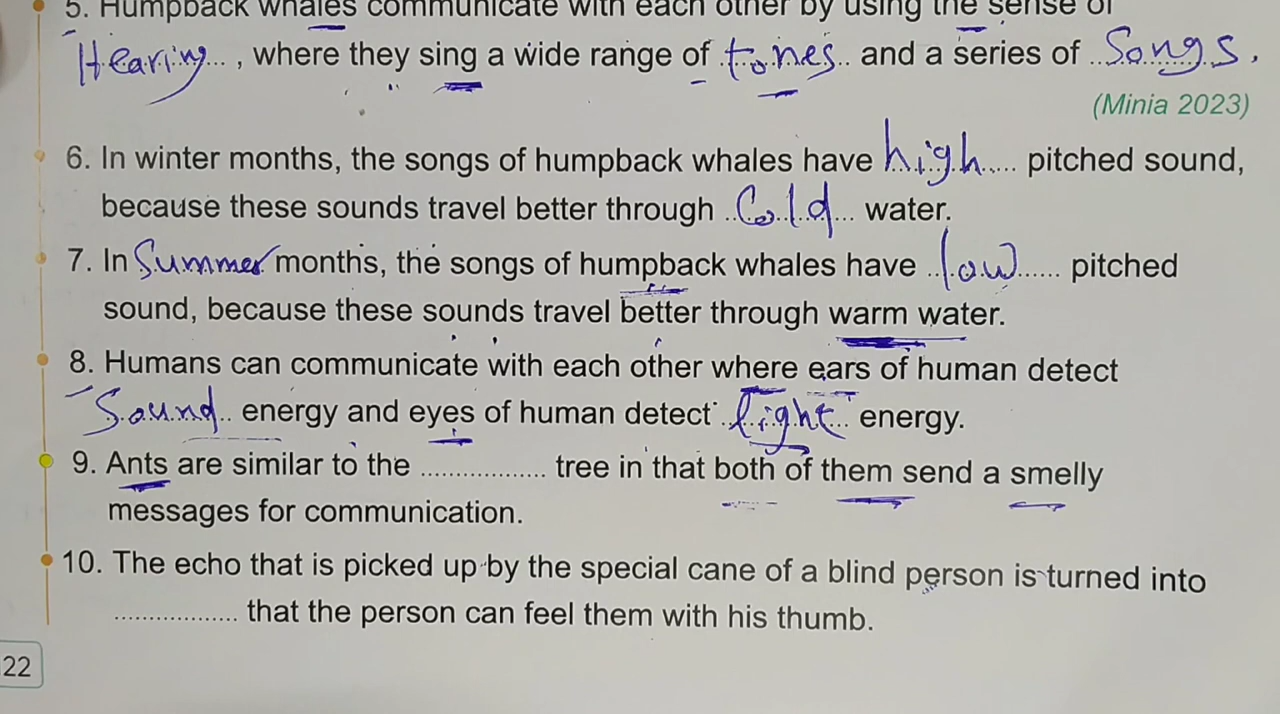 5. Humpback whales communicate with each other by using the sense of
Hearing... , where they sing a wide range of .tones.. and a series of ..Songs.
(Minia 2023)
6. In winter months, the songs of humpback whales have high.... pitched sound,
because these sounds travel better through ..Cold... water.
7. In Summer months, the songs of humpback whales have ..low...... pitched
sound, because these sounds travel better through warm water.
8. Humans can communicate with each other where ears of human detect
Sound.. energy and eyes of human detect ..light.. energy.
9. Ants are similar to the .................. tree in that both of them send a smelly
messages for communication.
10. The echo that is picked up by the special cane of a blind person is turned into
.................. that the person can feel them with his thumb.
22